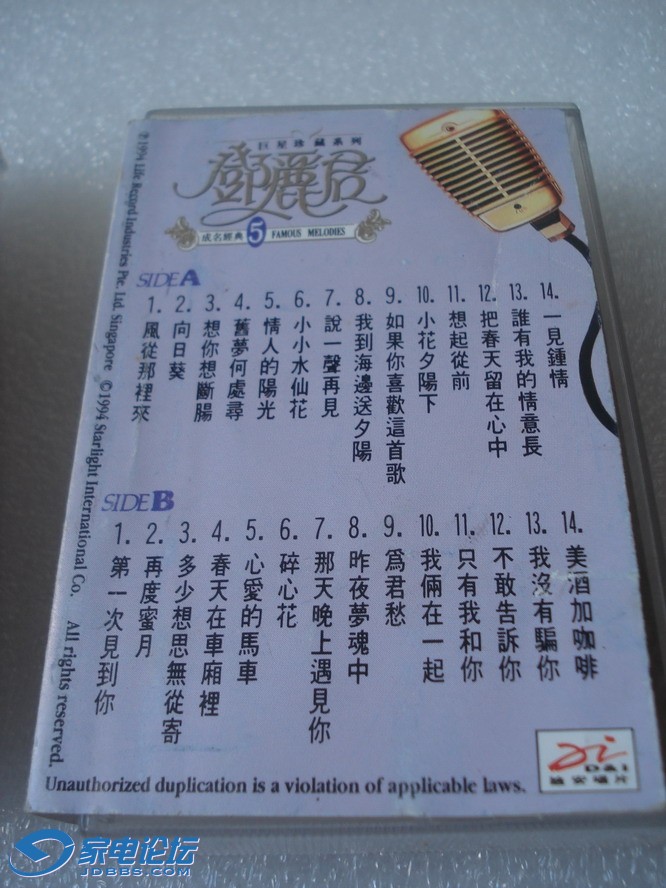 巨星珍藏系列
鄧麗君
成名經典 5 FAMOUS MELODIES
SIDE A
1. 風從那裡來
2. 向日葵
3. 想你想斷腸
4. 舊夢何處尋
5. 情人的陽光
6. 小小水仙花
7. 說一聲再見
8. 我到海邊送夕陽
9. 如果你喜歡這首歌
10. 小花夕陽下
11. 想起從前
12. 把春天留在心中
13. 誰有我的情意長
14. 一見鍾情
SIDE B
1. 第一次見到你
2. 再度蜜月
3. 多少想思無從寄
4. 春天在車廂裡
5. 心愛的馬車
6. 碎心花
7. 那天晚上遇見你
8. 昨夜夢魂中
9. 爲君愁
10. 我倆在一起
11. 只有我和你
12. 不敢告訴你
13. 我沒有騙你
14. 美酒加咖啡
℗ 1994 Life Record Industries Pte. Ltd. Singapore © 1994 Starlight International Co. All rights reserved.
Unauthorized duplication is a violation of applicable laws.
D&I
家电论坛
JDBBS.COM